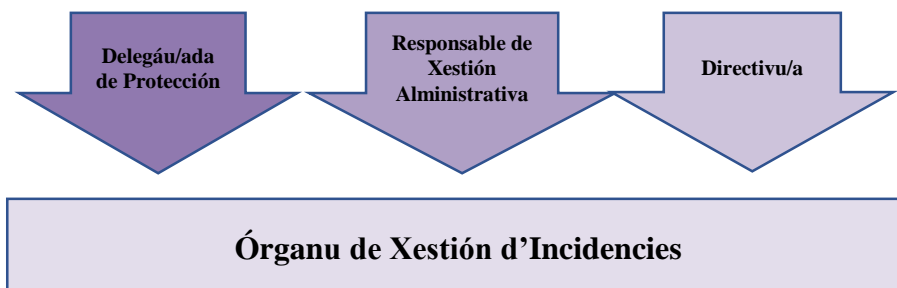 Delegáu/ada
de Protección
Responsable de
Xestión
Alministrativa
Directivu/a
Órganu de Xestión d’Incidencies